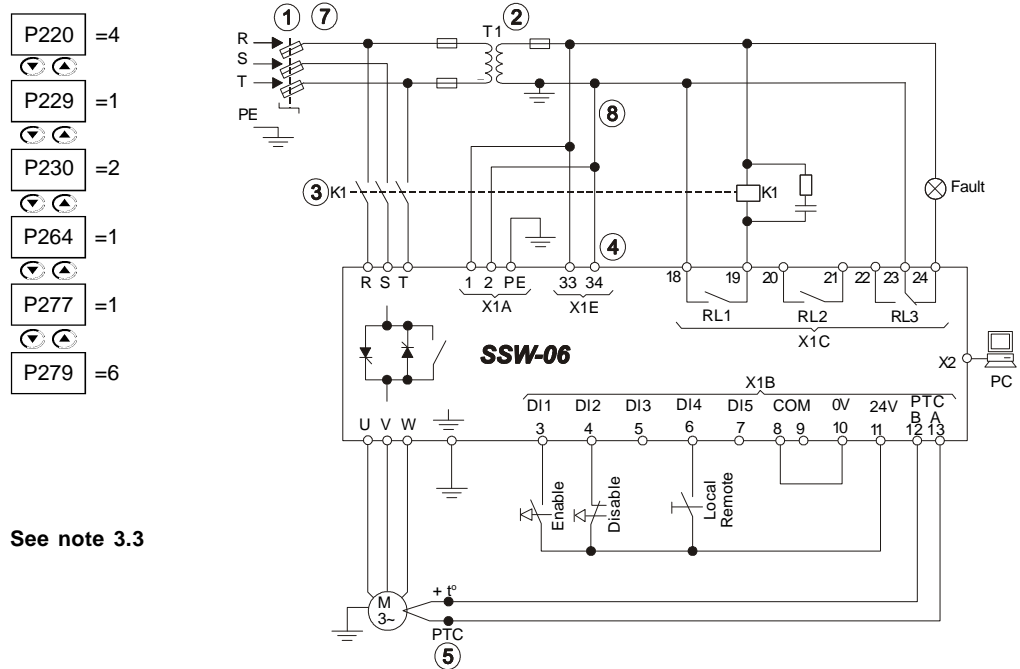 P220 =4
P229 =1
P230 =2
P264 =1
P277 =1
P279 =6
See note 3.3
1 7 T1 2
R
S
T
PE
8
3 K1 K1 Fault
4
R S T 1 2 PE 33 34 18 19 20 21 22 23 24
X1A X1E RL1 RL2 RL3
X1C
SSW-06
X2
PC
X1B
DI1 DI2 DI3 DI4 DI5 COM 0V 24V PTC
B A
U V W 3 4 5 6 7 8 9 10 11 12 13
Enable
Disable
Local
Remote
M
3~
+ tº
PTC
5